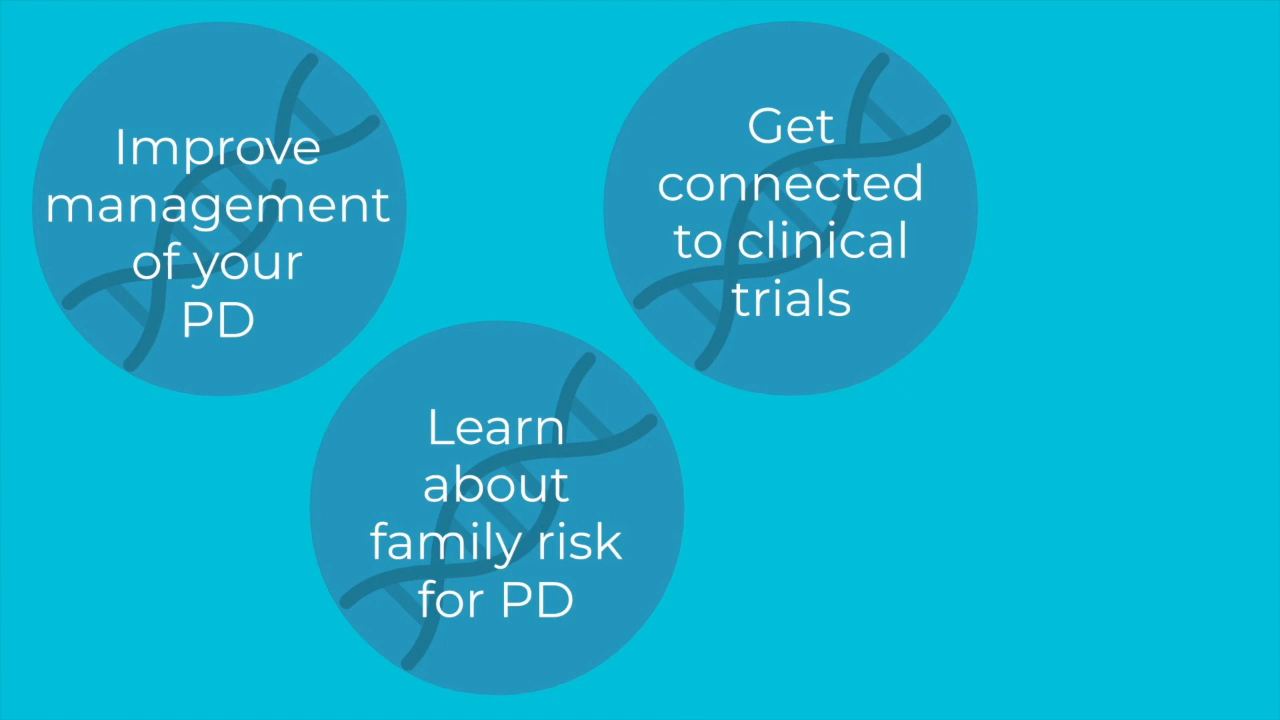 Improve
management
of your
PD
Get
connected
to clinical
trials
Learn
about
family risk
for PD